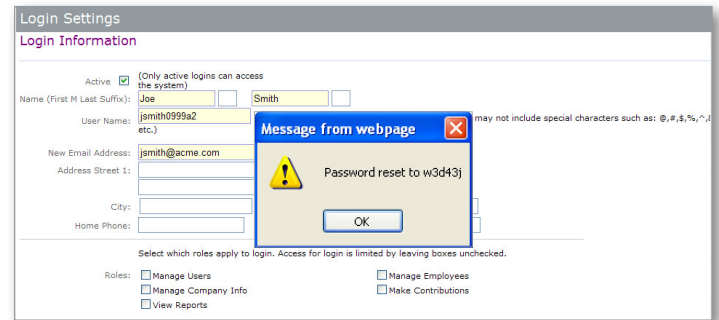 Login Settings
Login Information
Active (Only active logins can access
the system)
Name (First M Last Suffix): Joe Smith
User Name: jsmith0999a2 may not include special characters such as: @,#,$,%,^,
etc.)
Message from webpage
Password reset to w3d43j
OK
New Email Address: jsmith@acme.com
Address Street 1:
City:
Home Phone:
Select which roles apply to login. Access for login is limited by leaving boxes unchecked.
Roles: Manage Users Manage Employees
Manage Company Info Make Contributions
View Reports